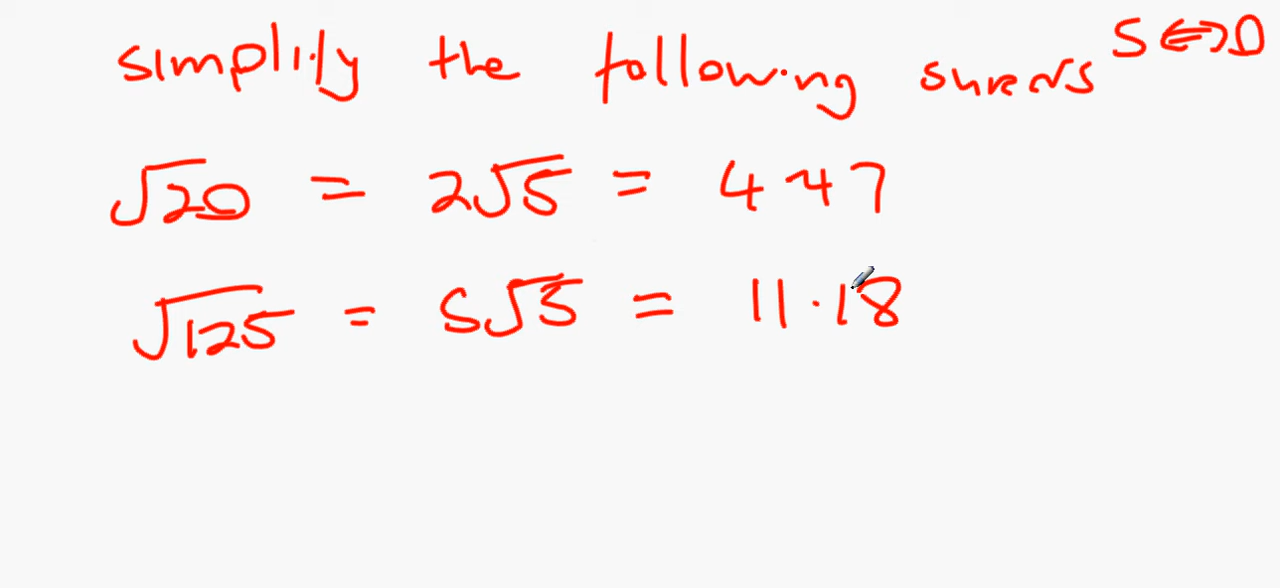 simplify the following surds S⇔D
√20 = 2√5 = 4.47
√125 = 5√5 = 11.18